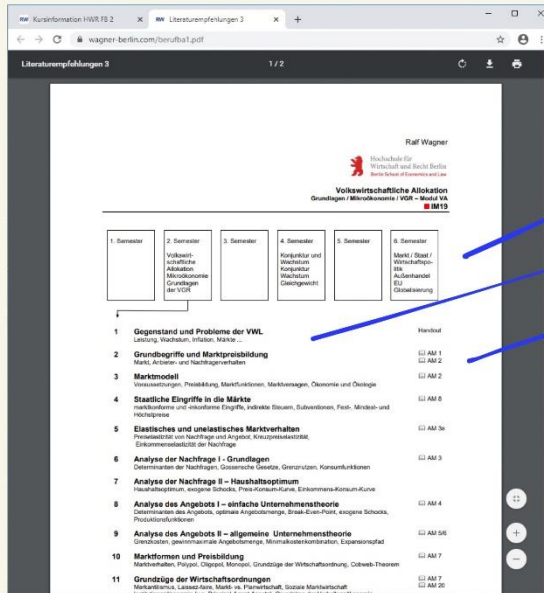 Kursinformation HWR FB 2
Literaturempfehlungen 3
wagner-berlin.com/berufba1.pdf
Literaturempfehlungen 3
1 / 2
Ralf Wagner
Hochschule für
Wirtschaft und Recht Berlin
Berlin School of Economics and Law
Volkswirtschaftliche Allokation
Grundlagen / Mikroökonomie / VGR – Modul VA
IM19
1. Semester
2. Semester
Volkswirt-
schaftliche
Allokation
Mikroökonomie
Grundlagen
der VGR
3. Semester
4. Semester
Konjunktur und
Wachstum
Konjunktur
Wachstum
Gleichgewicht
5. Semester
6. Semester
Markt / Staat /
Wirtschaftspo-
litik
Außenhandel
EU
Globalisierung
1 Gegenstand und Probleme der VWL Handout
Leistung, Wachstum, Inflation, Märkte ...
2 Grundbegriffe und Marktpreisbildung AM 1
Markt, Anbieter- und Nachfragerverhalten AM 2
3 Marktmodell AM 2
Voraussetzungen, Preisbildung, Marktfunktionen, Marktversagen, Ökonomie und Ökologie
4 Staatliche Eingriffe in die Märkte AM 8
marktkonforme und -inkonforme Eingriffe, indirekte Steuern, Subventionen, Fest-, Mindest- und
Höchstpreise
5 Elastisches und unelastisches Marktverhalten AM 3e
Preiselastizität von Nachfrage und Angebot, Kreuzpreiselastizität,
Einkommenselastizität der Nachfrage
6 Analyse der Nachfrage I - Grundlagen AM 3
Determinanten der Nachfragen, Gossensche Gesetze, Grenznutzen, Konsumfunktionen
7 Analyse der Nachfrage II – Haushaltsoptimum
Haushaltsoptimum, exogene Schocks, Preis-Konsum-Kurve, Einkommens-Konsum-Kurve
8 Analyse des Angebots I – einfache Unternehmenstheorie AM 4
Determinanten des Angebots, optimale Angebotsmenge, Break-Even-Point, exogene Schocks,
Produktionsfunktionen
9 Analyse des Angebots II – allgemeine Unternehmenstheorie AM 5/6
Grenzkosten, gewinnmaximale Angebotsmenge, Minimalkostenkombination, Expansionspfad
10 Marktformen und Preisbildung AM 7
Marktverhalten, Polypol, Oligopol, Monopol, Grundzüge der Wirtschaftsordnung, Cobweb-Theorem
11 Grundzüge der Wirtschaftsordnungen AM 7
Merkantilismus, Laissez-faire, Markt- vs. Planwirtschaft, Soziale Marktwirtschaft AM 20